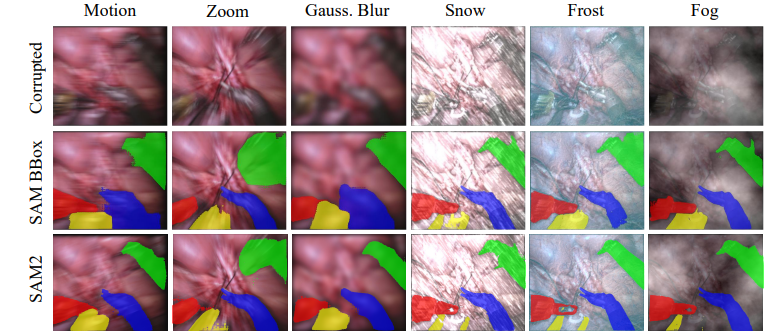 Motion Zoom Gauss. Blur Snow Frost Fog
Corrupted
SAM BBox
SAM2